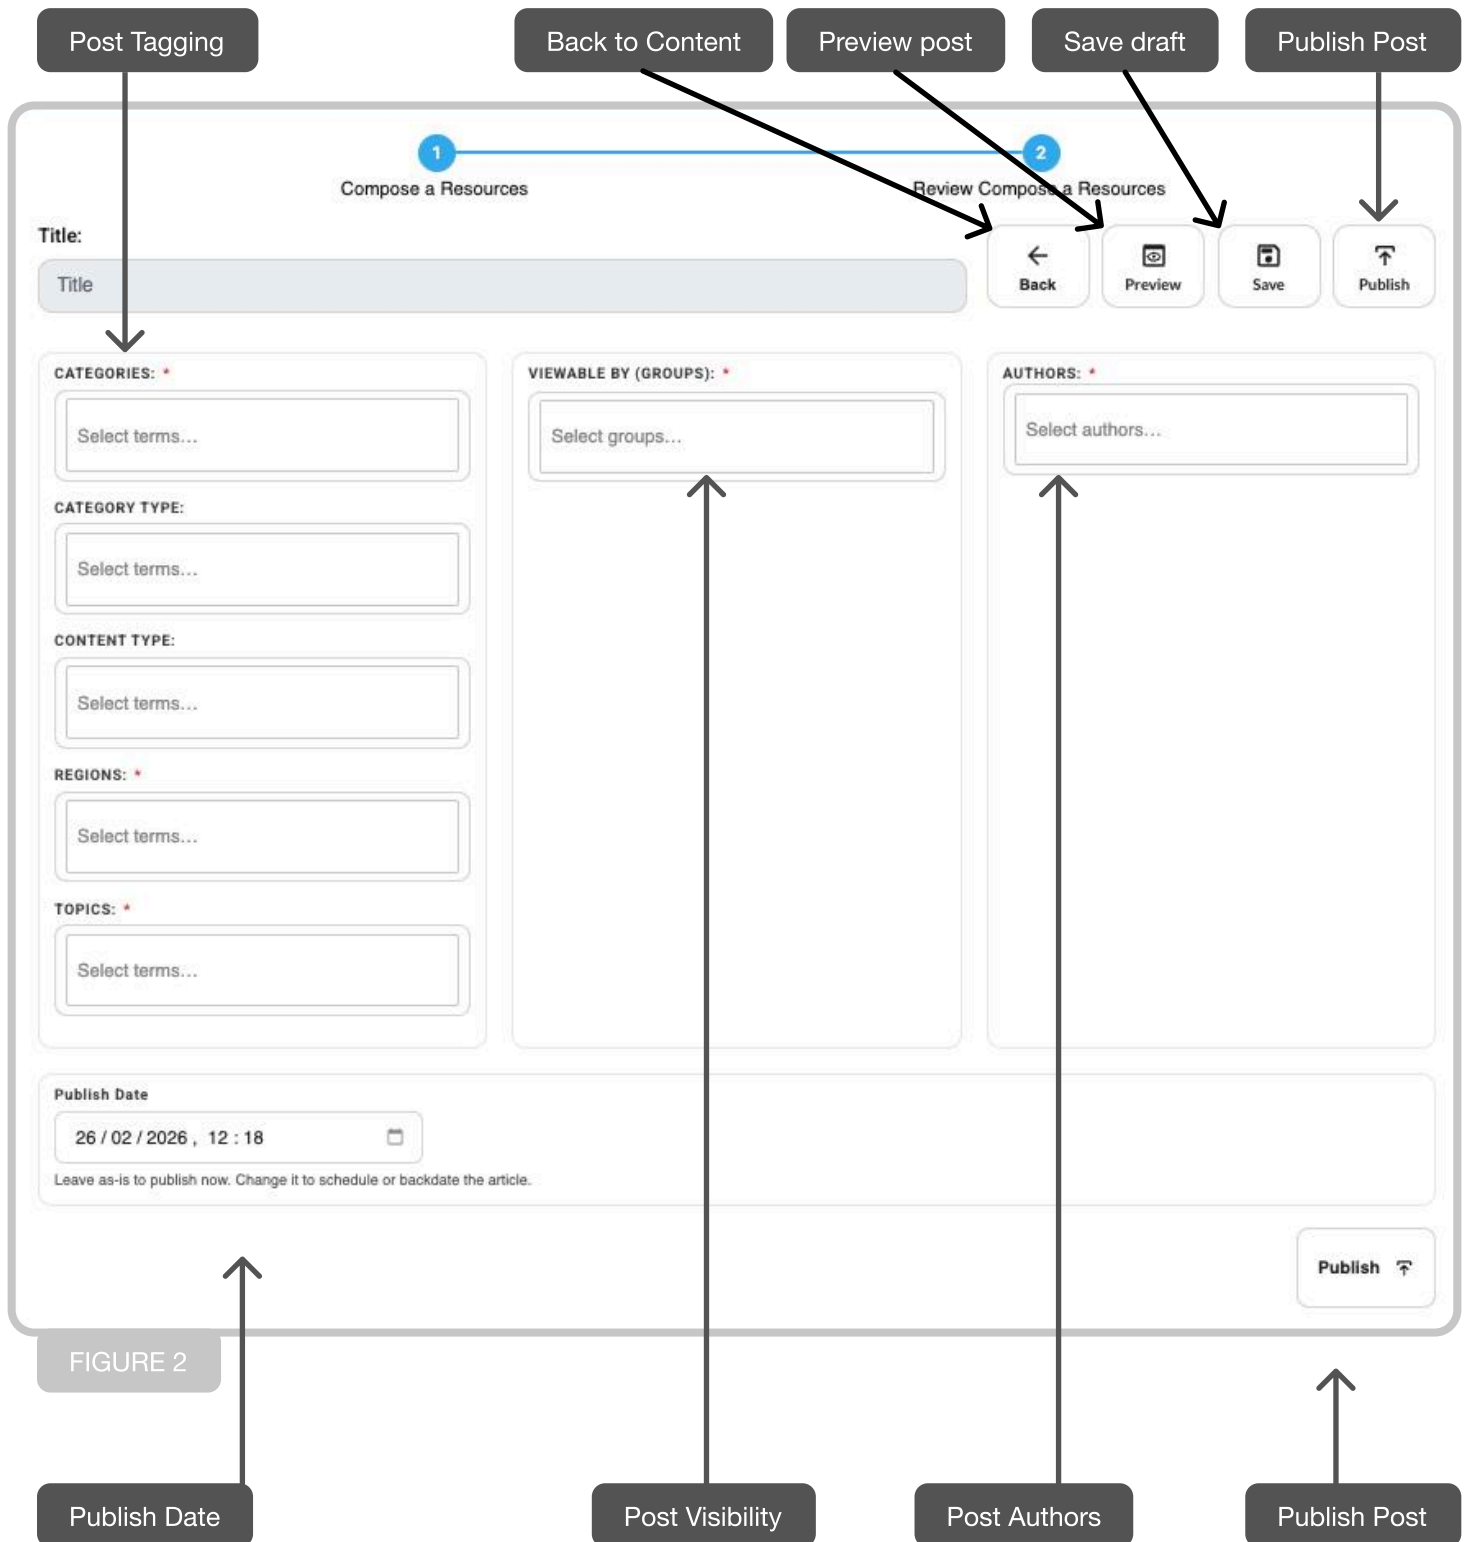 Post Tagging
Back to Content
Preview post
Save draft
Publish Post
1
2
Compose a Resources
Review Compose a Resources
Title:
Title
Back
Preview
Save
Publish
CATEGORIES: *
Select terms...
CATEGORY TYPE:
Select terms...
CONTENT TYPE:
Select terms...
REGIONS: *
Select terms...
TOPICS: *
Select terms...
VIEWABLE BY (GROUPS): *
Select groups...
AUTHORS: *
Select authors...
Publish Date
26 / 02 / 2026 , 12 : 18
Leave as-is to publish now. Change it to schedule or backdate the article.
Publish
FIGURE 2
Publish Date
Post Visibility
Post Authors
Publish Post